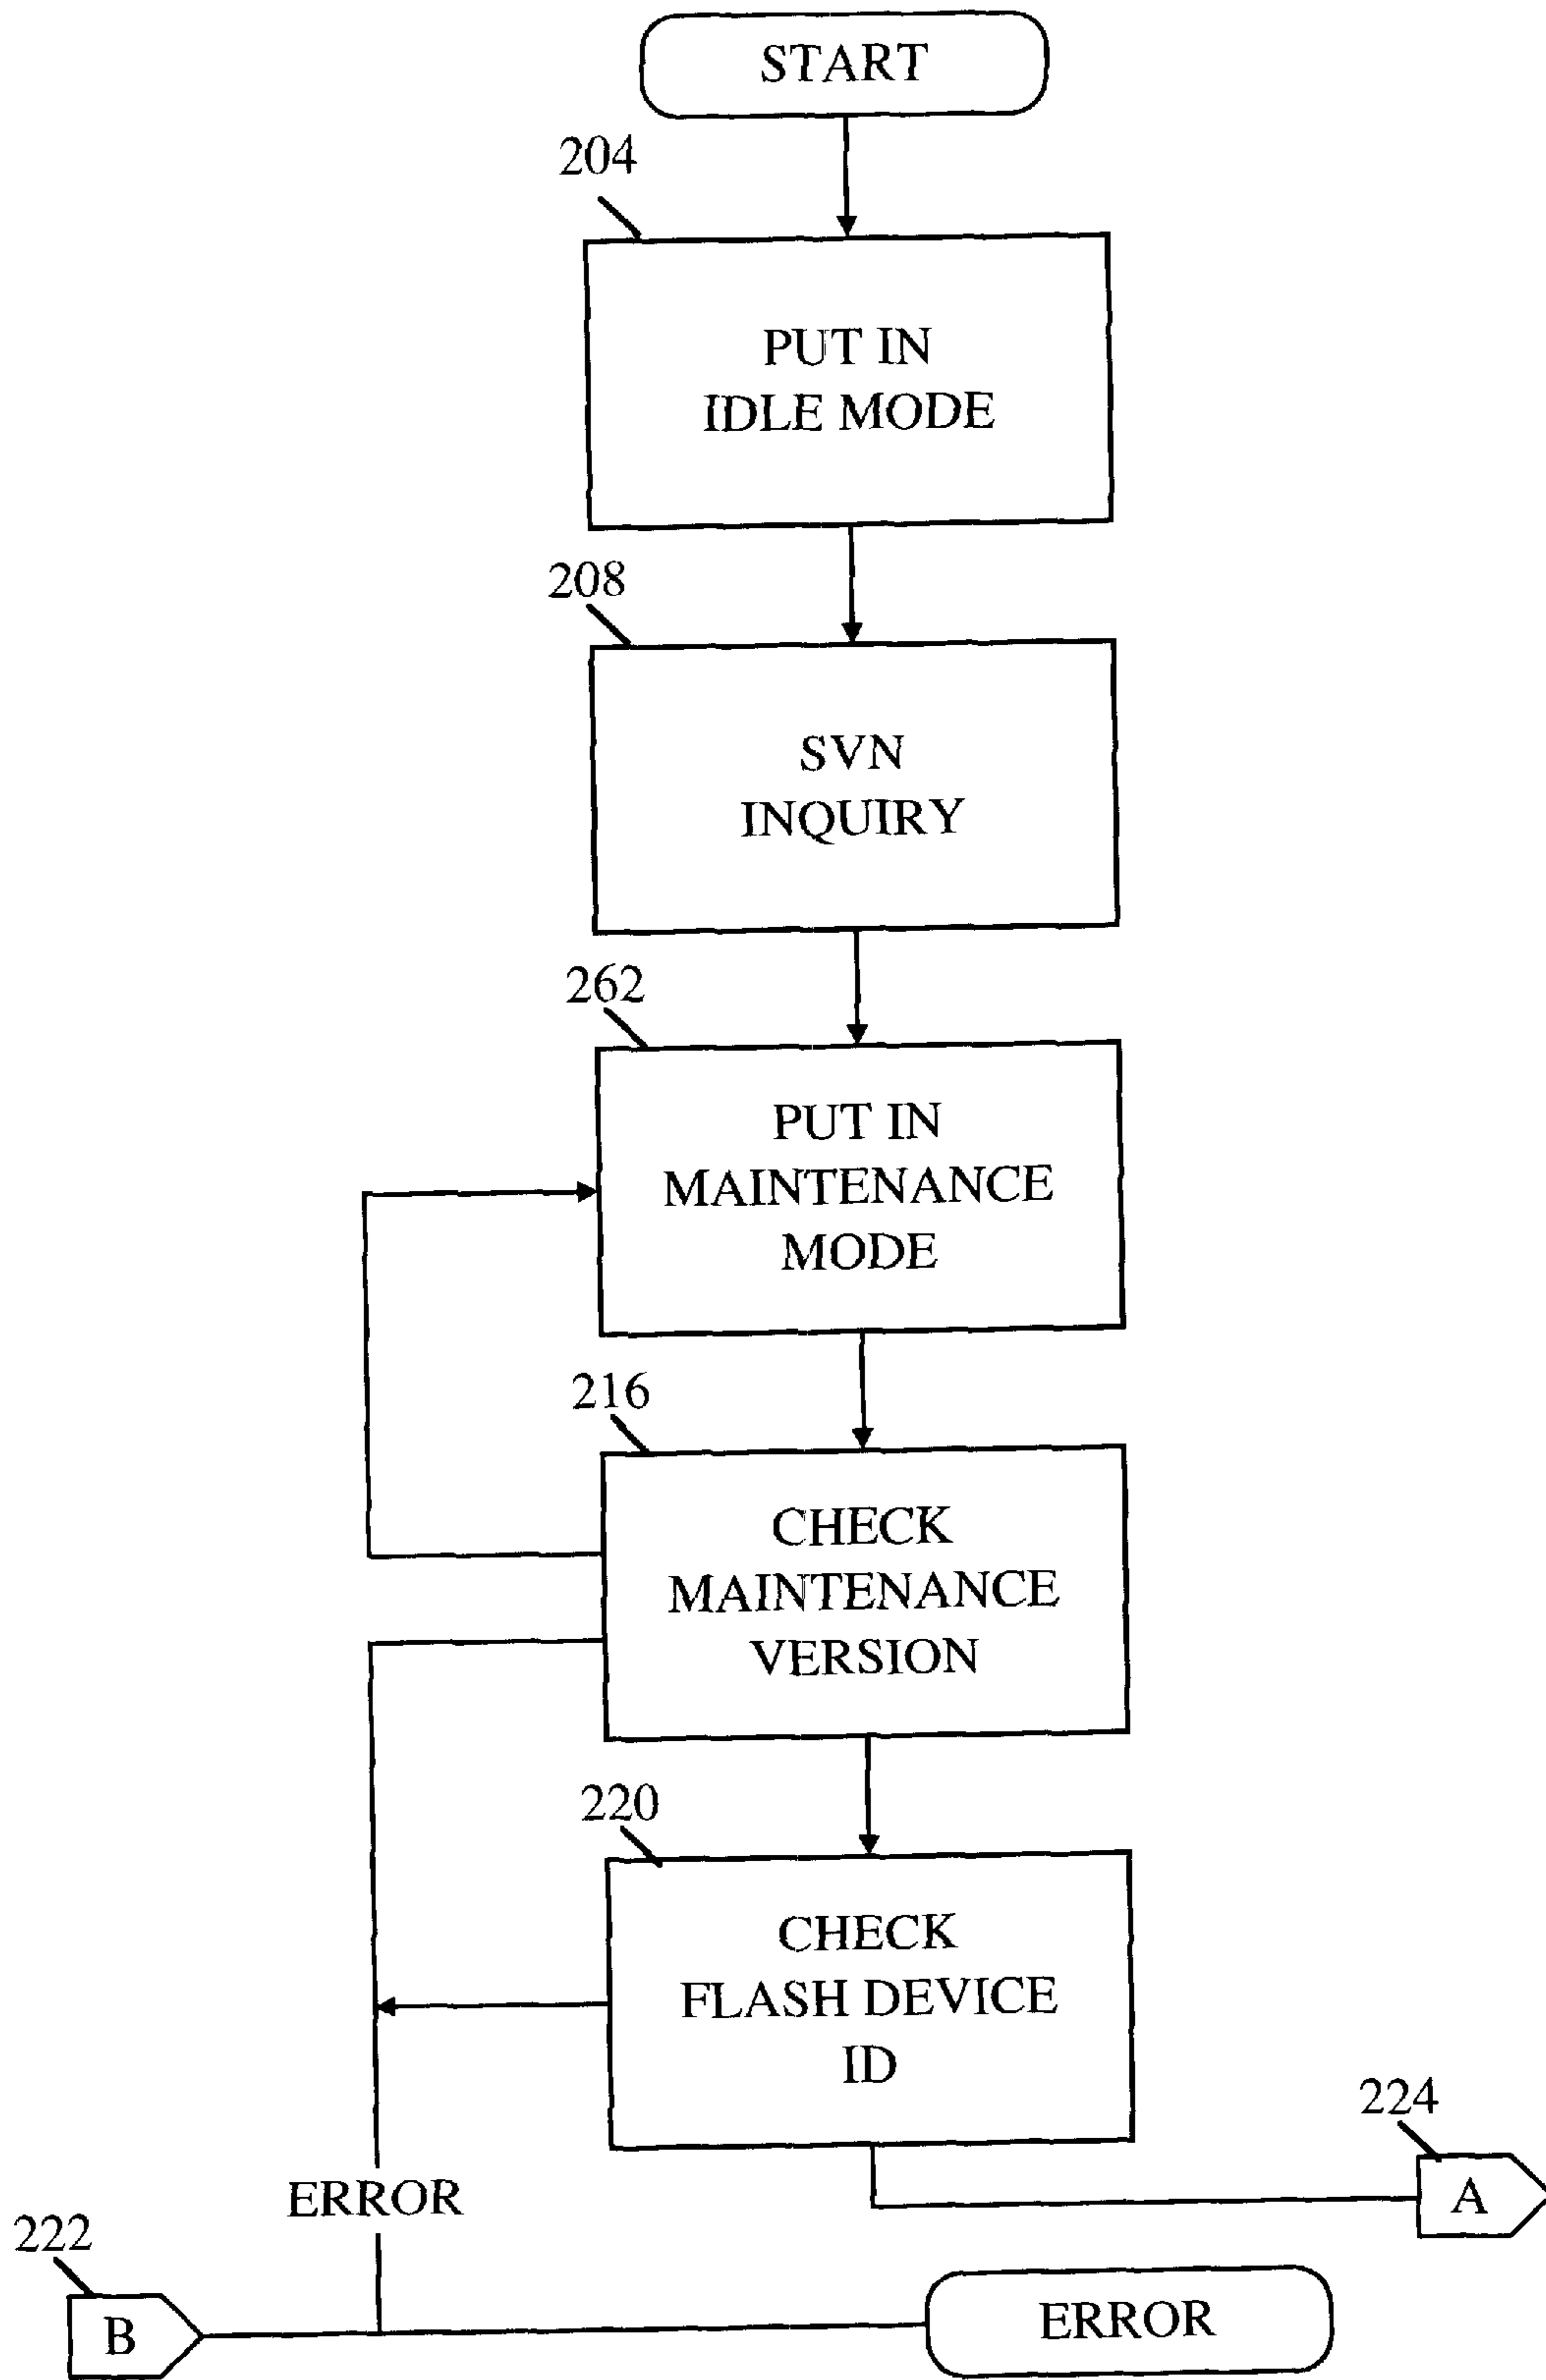 START
204
PUT IN
IDLE MODE
208
SVN
INQUIRY
262
PUT IN
MAINTENANCE
MODE
216
CHECK
MAINTENANCE
VERSION
220
CHECK
FLASH DEVICE
ID
224
A
ERROR
222
B
ERROR